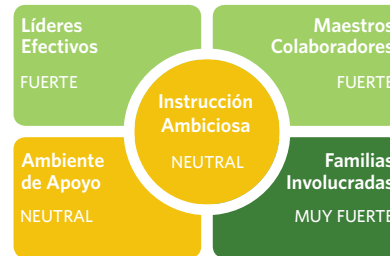 Líderes
Efectivos
FUERTE
Maestros
Colaboradores
FUERTE
Instrucción
Ambiciosa
NEUTRAL
Ambiente
de Apoyo
NEUTRAL
Familias
Involucradas
MUY FUERTE